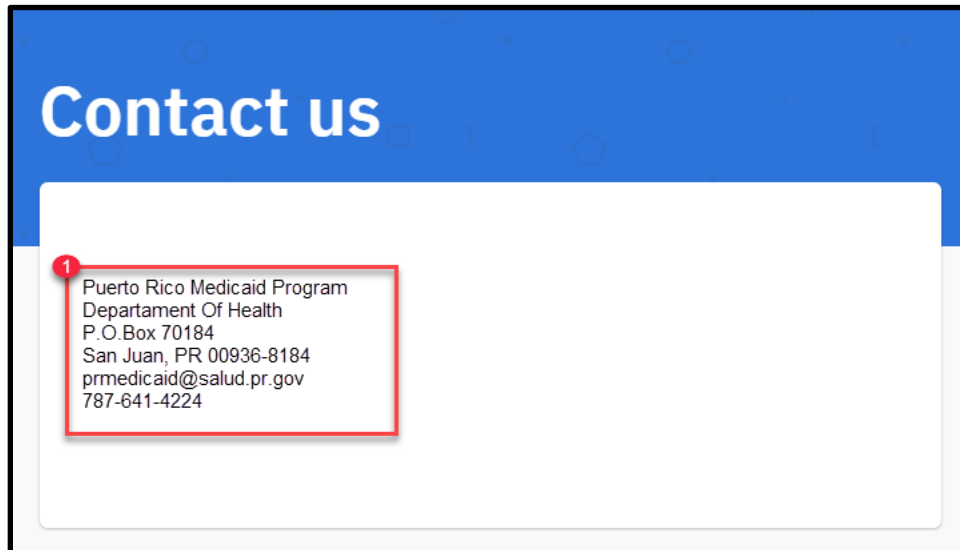 Contact us
1
Puerto Rico Medicaid Program
Departament Of Health
P.O.Box 70184
San Juan, PR 00936-8184
prmedicaid@salud.pr.gov
787-641-4224